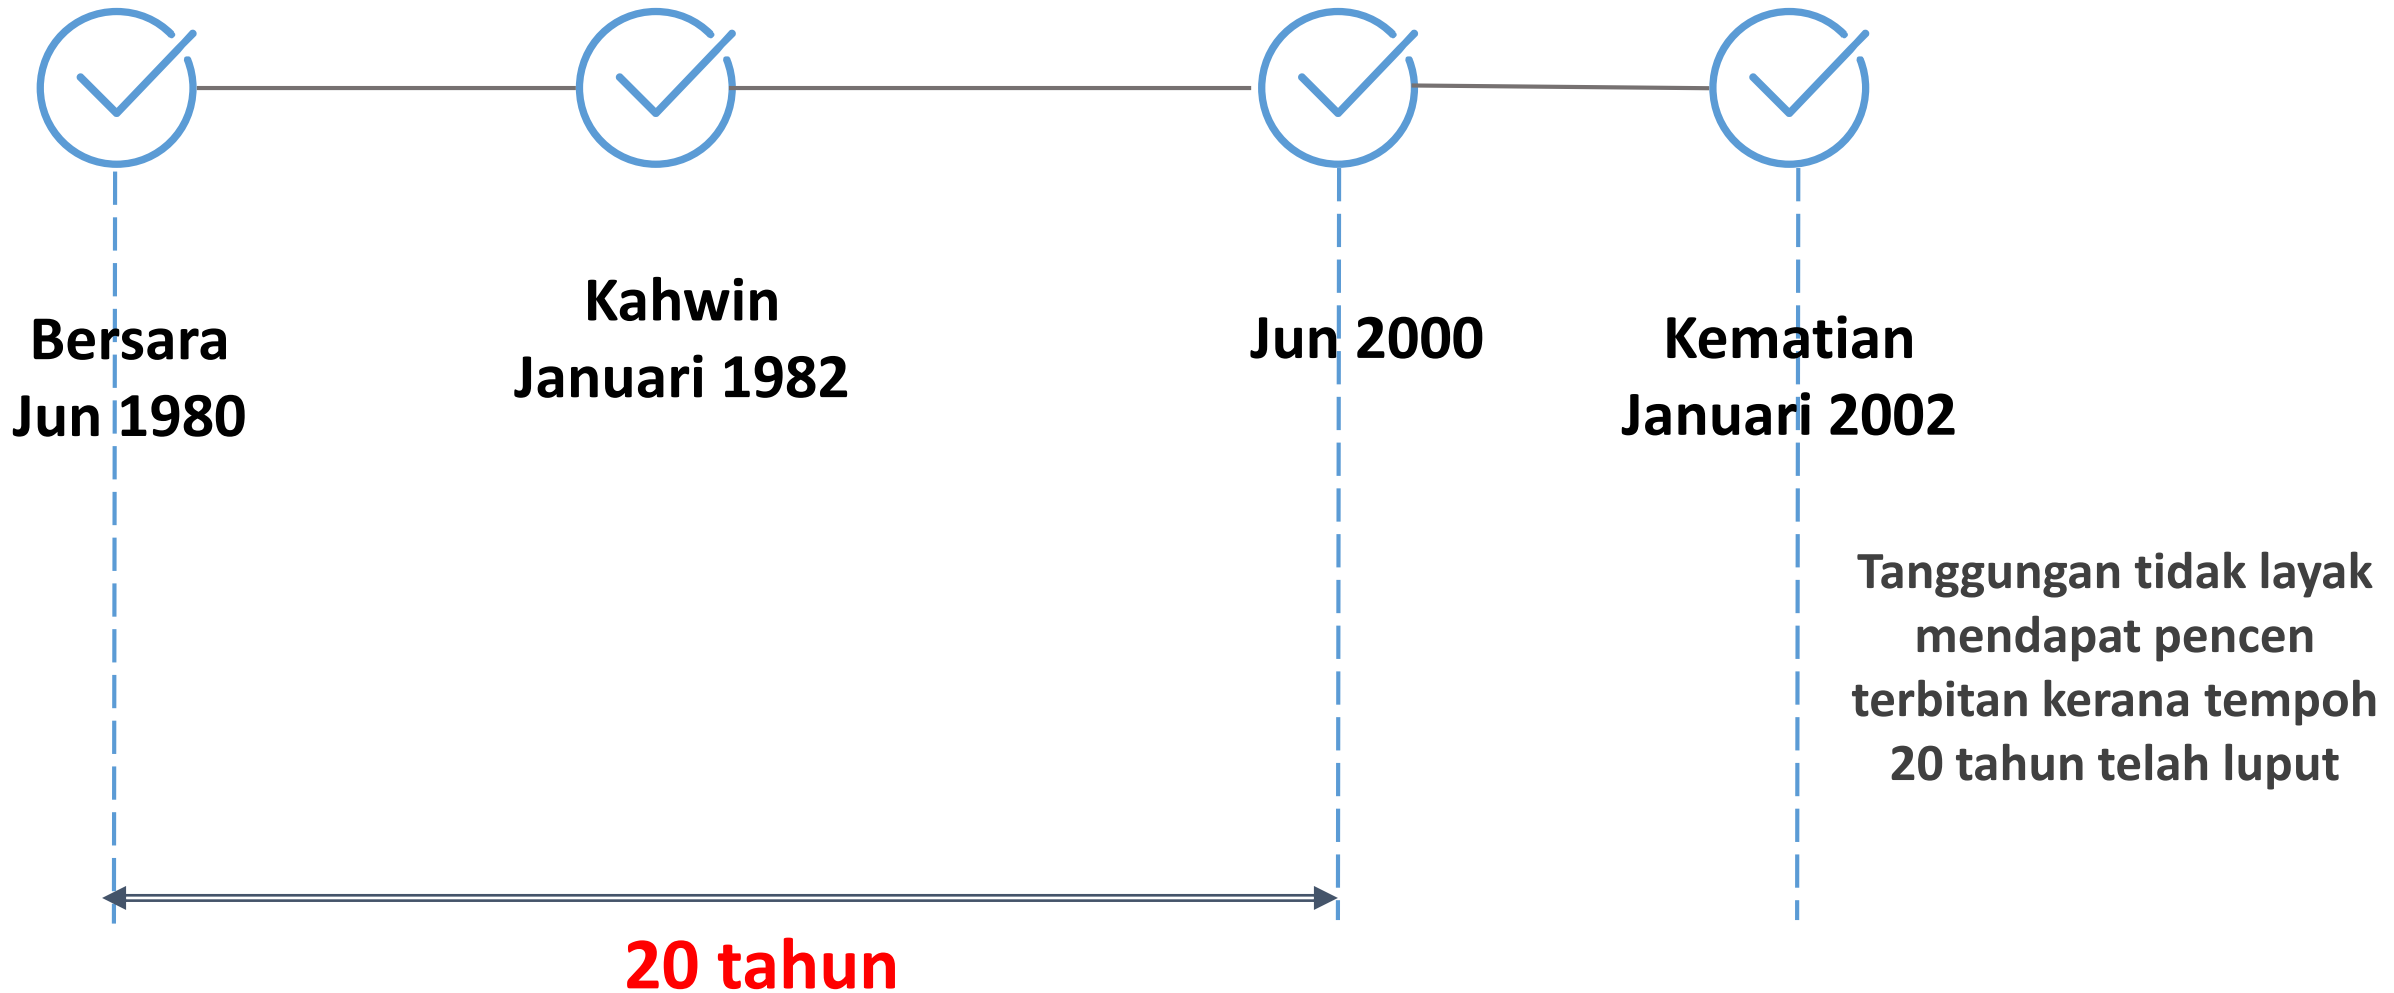 Bersara
Jun 1980
Kahwin
Januari 1982
Jun 2000
Kematian
Januari 2002
Tanggungan tidak layak
mendapat pencen
terbitan kerana tempoh
20 tahun telah luput
20 tahun